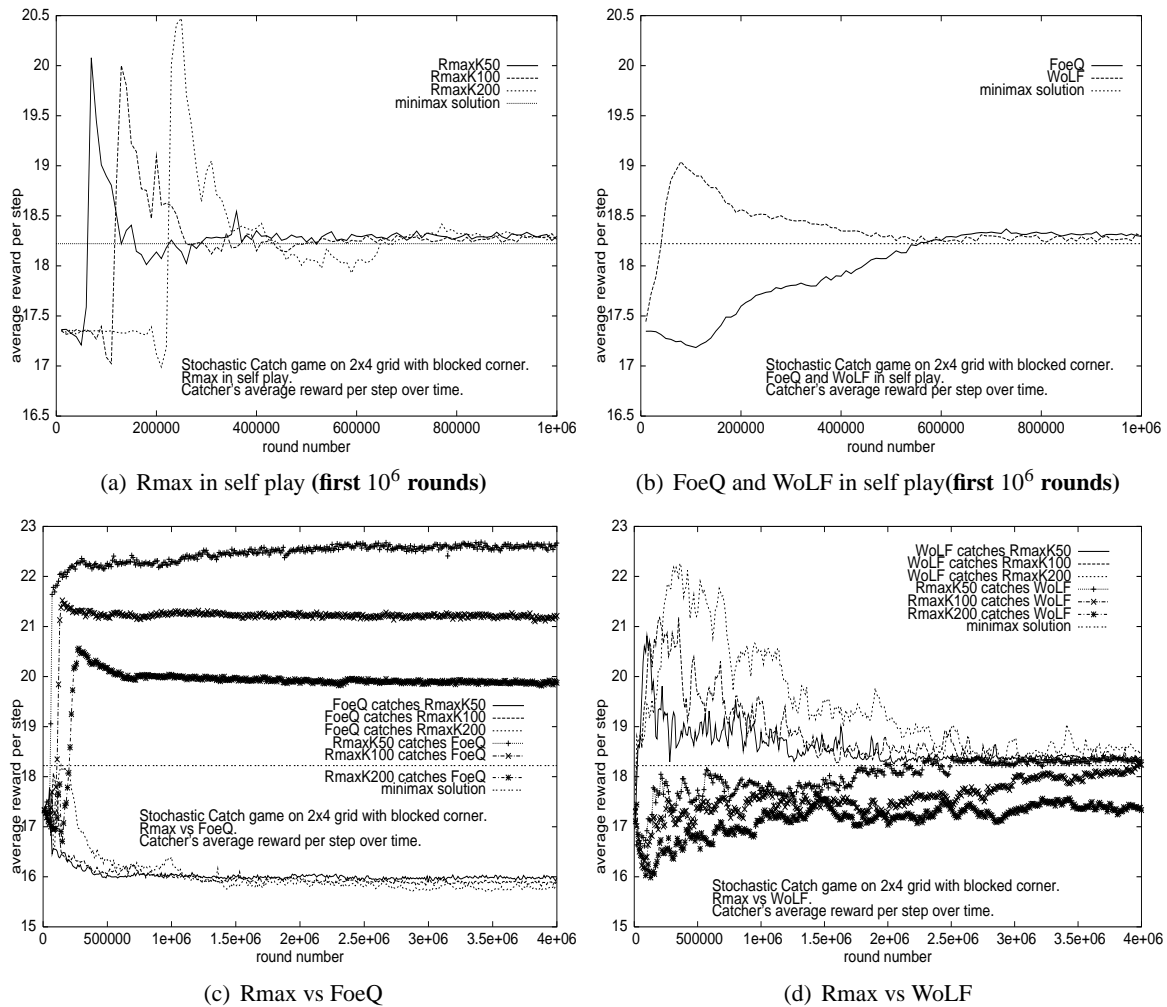 20.5
20
19.5
19
18.5
18
17.5
17
16.5
average reward per step
RmaxK50
RmaxK100
RmaxK200
minimax solution
Stochastic Catch game on 2x4 grid with blocked corner.
Rmax in self play.
Catcher's average reward per step over time.
0 200000 400000 600000 800000 1e+06
round number
(a) Rmax in self play (first 10^6 rounds)
20.5
20
19.5
19
18.5
18
17.5
17
16.5
average reward per step
FoeQ
WoLF
minimax solution
Stochastic Catch game on 2x4 grid with blocked corner.
FoeQ and WoLF in self play.
Catcher's average reward per step over time.
0 200000 400000 600000 800000 1e+06
round number
(b) FoeQ and WoLF in self play(first 10^6 rounds)
23
22
21
20
19
18
17
16
15
average reward per step
FoeQ catches RmaxK50
FoeQ catches RmaxK100
FoeQ catches RmaxK200
RmaxK50 catches FoeQ
RmaxK100 catches FoeQ
RmaxK200 catches FoeQ
minimax solution
Stochastic Catch game on 2x4 grid with blocked corner.
Rmax vs FoeQ.
Catcher's average reward per step over time.
0 500000 1e+06 1.5e+06 2e+06 2.5e+06 3e+06 3.5e+06 4e+06
round number
(c) Rmax vs FoeQ
23
22
21
20
19
18
17
16
15
average reward per step
WoLF catches RmaxK50
WoLF catches RmaxK100
WoLF catches RmaxK200
RmaxK50 catches WoLF
RmaxK100 catches WoLF
RmaxK200 catches WoLF
minimax solution
Stochastic Catch game on 2x4 grid with blocked corner.
Rmax vs WoLF.
Catcher's average reward per step over time.
0 500000 1e+06 1.5e+06 2e+06 2.5e+06 3e+06 3.5e+06 4e+06
round number
(d) Rmax vs WoLF